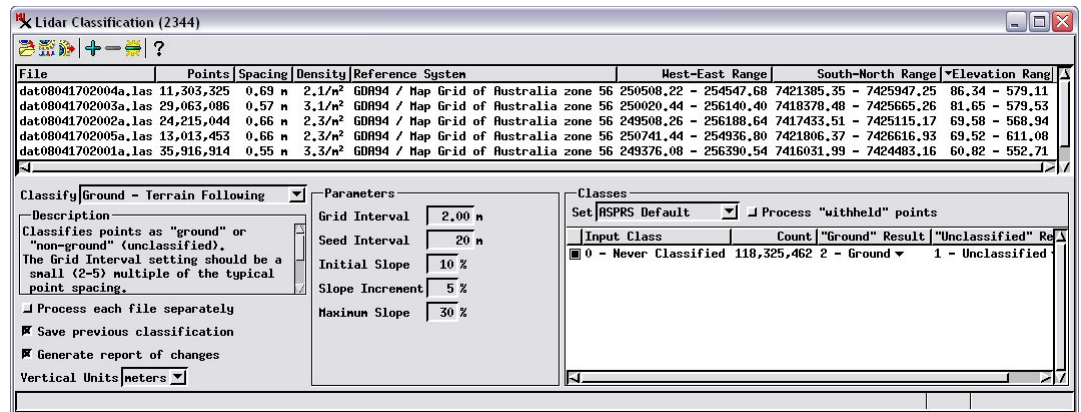 Lidar Classification (2344)
?
File Points Spacing Density Reference System West-East Range South-North Range Elevation Rang
dat08041702004a.las 11,303,325 0.69 m 2.1/m² GDA94 / Map Grid of Australia zone 56 250508.22 - 254547.68 7421385.35 - 7425947.25 86.34 - 579.11
dat08041702003a.las 29,063,086 0.57 m 3.1/m² GDA94 / Map Grid of Australia zone 56 250020.44 - 256140.40 7418378.48 - 7425665.26 81.65 - 579.53
dat08041702002a.las 24,215,044 0.66 m 2.3/m² GDA94 / Map Grid of Australia zone 56 249508.26 - 256188.64 7417433.51 - 7425115.17 69.58 - 568.94
dat08041702005a.las 13,013,453 0.66 m 2.3/m² GDA94 / Map Grid of Australia zone 56 250741.44 - 254936.80 7421806.37 - 7426616.93 69.52 - 611.08
dat08041702001a.las 35,916,914 0.55 m 3.3/m² GDA94 / Map Grid of Australia zone 56 249376.08 - 256390.54 7416031.99 - 7424483.16 60.82 - 552.71
Classify Ground - Terrain Following
Description
Classifies points as "ground" or
"non-ground" (unclassified).
The Grid Interval setting should be a
small (2-5) multiple of the typical
point spacing.
Process each file separately
Save previous classification
Generate report of changes
Vertical Units meters
Parameters
Grid Interval 2.00 m
Seed Interval 20 m
Initial Slope 10 %
Slope Increment 5 %
Maximum Slope 30 %
Classes
Set ASPRS Default Process "withheld" points
Input Class Count "Ground" Result "Unclassified" Re
0 - Never Classified 118,325,462 2 - Ground 1 - Unclassified